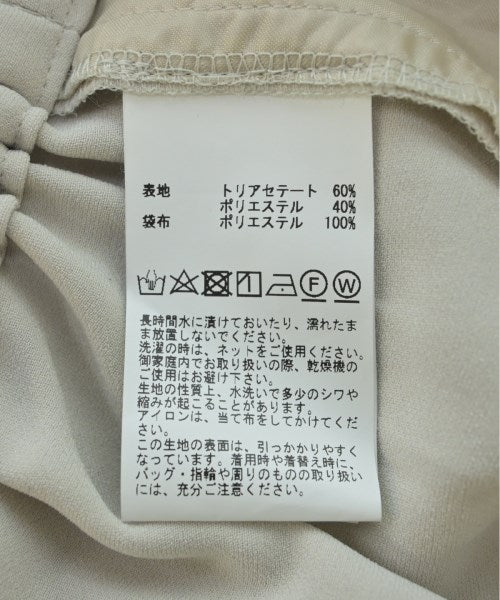 表地 トリアセテート 60%
ポリエステル 40%
袋布 ポリエステル 100%
F W
長時間水に漬けておいたり、濡れたま
ま放置しないでください。
洗濯の時は、ネットをご使用ください。
御家庭内でお取り扱いの際、乾燥機の
ご使用はお避け下さい。
生地の性質上、水洗いで多少のシワや
縮みが起こることがあります。
アイロンは、当て布をしてかけてくだ
さい。
この生地の表面は、引っかかりやすく
なっています。着用時や着替え時に、
バッグ・指輪や周りのものの取り扱い
には、充分ご注意ください。